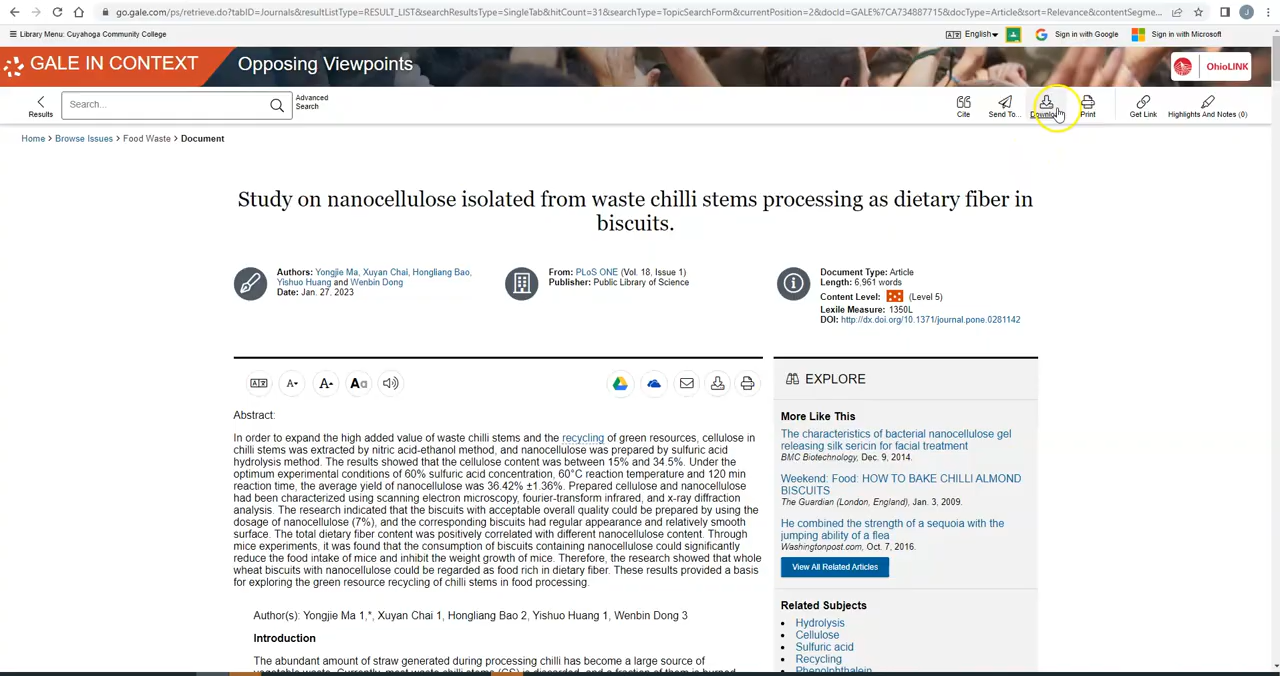 go.gale.com/ps/retrieve.do?tabID=Journals&resultListType=RESULT_LIST&searchResultsType=SingleTab&hitCount=31&searchType=TopicSearchForm&currentPosition=2&docId=GALE%7CA734887715&docType=Article&sort=Relevance&contentSegme...
J
Library Menu: Cuyahoga Community College
English
Sign in with Google
Sign in with Microsoft
GALE IN CONTEXT
Opposing Viewpoints
OhioLINK
Results
Search...
Advanced
Search
Cite
Send To...
Download
Print
Get Link
Highlights And Notes (0)
Home > Browse Issues > Food Waste > Document
Study on nanocellulose isolated from waste chilli stems processing as dietary fiber in
biscuits.
Authors: Yongjie Ma, Xuyan Chai, Hongliang Bao,
Yishuo Huang and Wenbin Dong
Date: Jan. 27, 2023
From: PLoS ONE (Vol. 18, Issue 1)
Publisher: Public Library of Science
Document Type: Article
Length: 6,961 words
Content Level: (Level 5)
Lexile Measure: 1350L
DOI: http://dx.doi.org/10.1371/journal.pone.0281142
A
A
Aa
Abstract:
In order to expand the high added value of waste chilli stems and the recycling of green resources, cellulose in
chilli stems was extracted by nitric acid-ethanol method, and nanocellulose was prepared by sulfuric acid
hydrolysis method. The results showed that the cellulose content was between 15% and 34.5%. Under the
optimum experimental conditions of 60% sulfuric acid concentration, 60°C reaction temperature and 120 min
reaction time, the average yield of nanocellulose was 36.42% ±1.36%. Prepared cellulose and nanocellulose
had been characterized using scanning electron microscopy, fourier-transform infrared, and x-ray diffraction
analysis. The research indicated that the biscuits with acceptable overall quality could be prepared by using the
dosage of nanocellulose (7%), and the corresponding biscuits had regular appearance and relatively smooth
surface. The total dietary fiber content was positively correlated with different nanocellulose content. Through
mice experiments, it was found that the consumption of biscuits containing nanocellulose could significantly
reduce the food intake of mice and inhibit the weight growth of mice. Therefore, the research showed that whole
wheat biscuits with nanocellulose could be regarded as food rich in dietary fiber. These results provided a basis
for exploring the green resource recycling of chilli stems in food processing.
Author(s): Yongjie Ma 1,*, Xuyan Chai 1, Hongliang Bao 2, Yishuo Huang 1, Wenbin Dong 3
Introduction
The abundant amount of straw generated during processing chilli has become a large source of
EXPLORE
More Like This
The characteristics of bacterial nanocellulose gel
releasing silk sericin for facial treatment
BMC Biotechnology, Dec. 9, 2014.
Weekend: Food: HOW TO BAKE CHILLI ALMOND
BISCUITS
The Guardian (London, England), Jan. 3, 2009.
He combined the strength of a sequoia with the
jumping ability of a flea
Washingtonpost.com, Oct. 7, 2016.
View All Related Articles
Related Subjects
Hydrolysis
Cellulose
Sulfuric acid
Recycling
Phenolphthalein